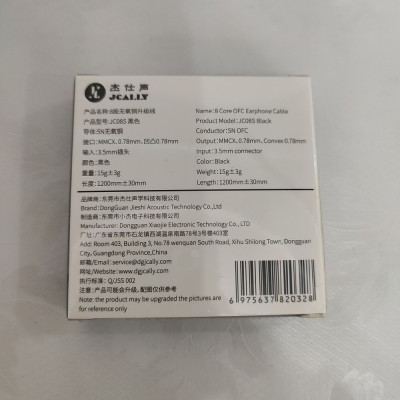 杰仕声
JCALLY
产品名称:8股无氧铜升级线
产品型号:JC08S 黑色
导体:5N无氧铜
接口:MMCX、0.78mm、凹凸0.78mm
输入:3.5mm插头
颜色:黑色
重量:15g±3g
长度:1200mm±30mm
Name:8 Core OFC Earphone Cable
Product Model:JC08S Black
Conductor:5N OFC
Output:MMCX、0.78mm、Convex 0.78mm
Input:3.5mm connector
Color:Black
Weight:15g±3g
Length:1200mm±30mm
品牌商:东莞市杰仕声学科技有限公司
Brand:DongGuan Jieshi Acoustic Technology Co,Ltd
制造商:东莞市小杰电子科技有限公司
Manufacturer:Dongguan Xiaojie Electronic Technology Co.,Ltd
厂址:广东省东莞市石龙镇西湖温泉南路78号3号楼403
Add:Room 403, Building 3, No.78 wenquan South Road, Xihu Shilong Town, Dongguan
City, Guangdong Province,China
邮箱/Email:service@dgjcally.com
网址/Website:www.dgjcally.com
执行标准:Q/JSS 002
注意:产品可能会升级,配图仅供参考
Note: the product may be upgraded the pictures are
for reference only
6 975637 820328